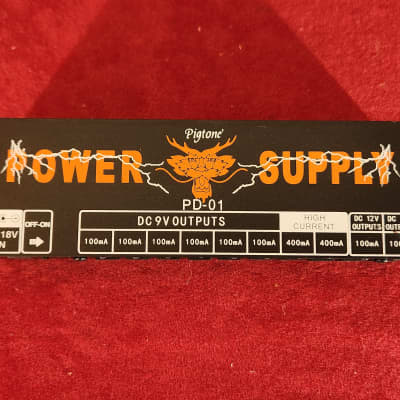 Pigtone
POWER SUPPLY
PD-01
18V
OFF-ON
DC 9V OUTPUTS
HIGH CURRENT
DC 12V OUTPUTS
DC
100mA 100mA 100mA 100mA 100mA 100mA 400mA 400mA 100mA